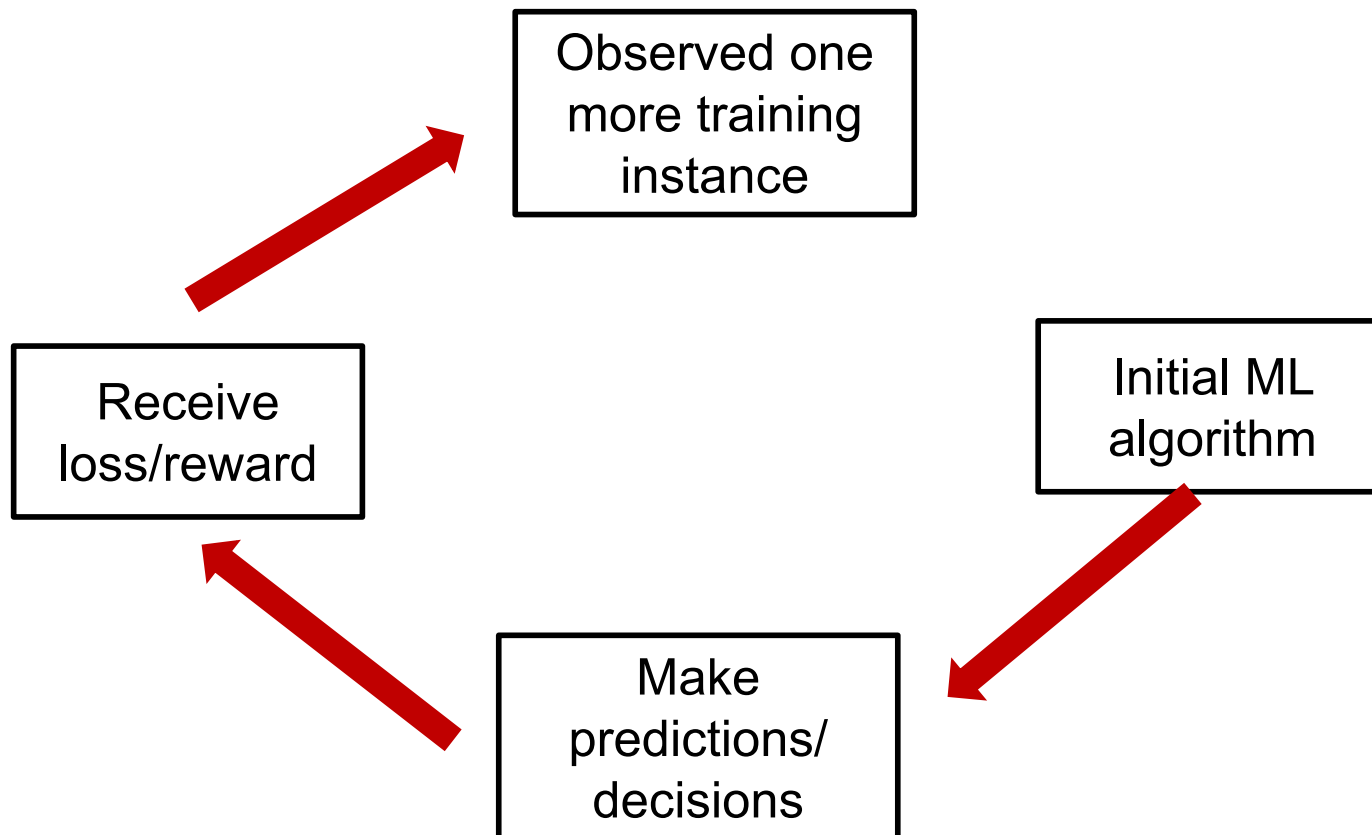 Observed one
more training
instance
Receive
loss/reward
Initial ML
algorithm
Make
predictions/
decisions